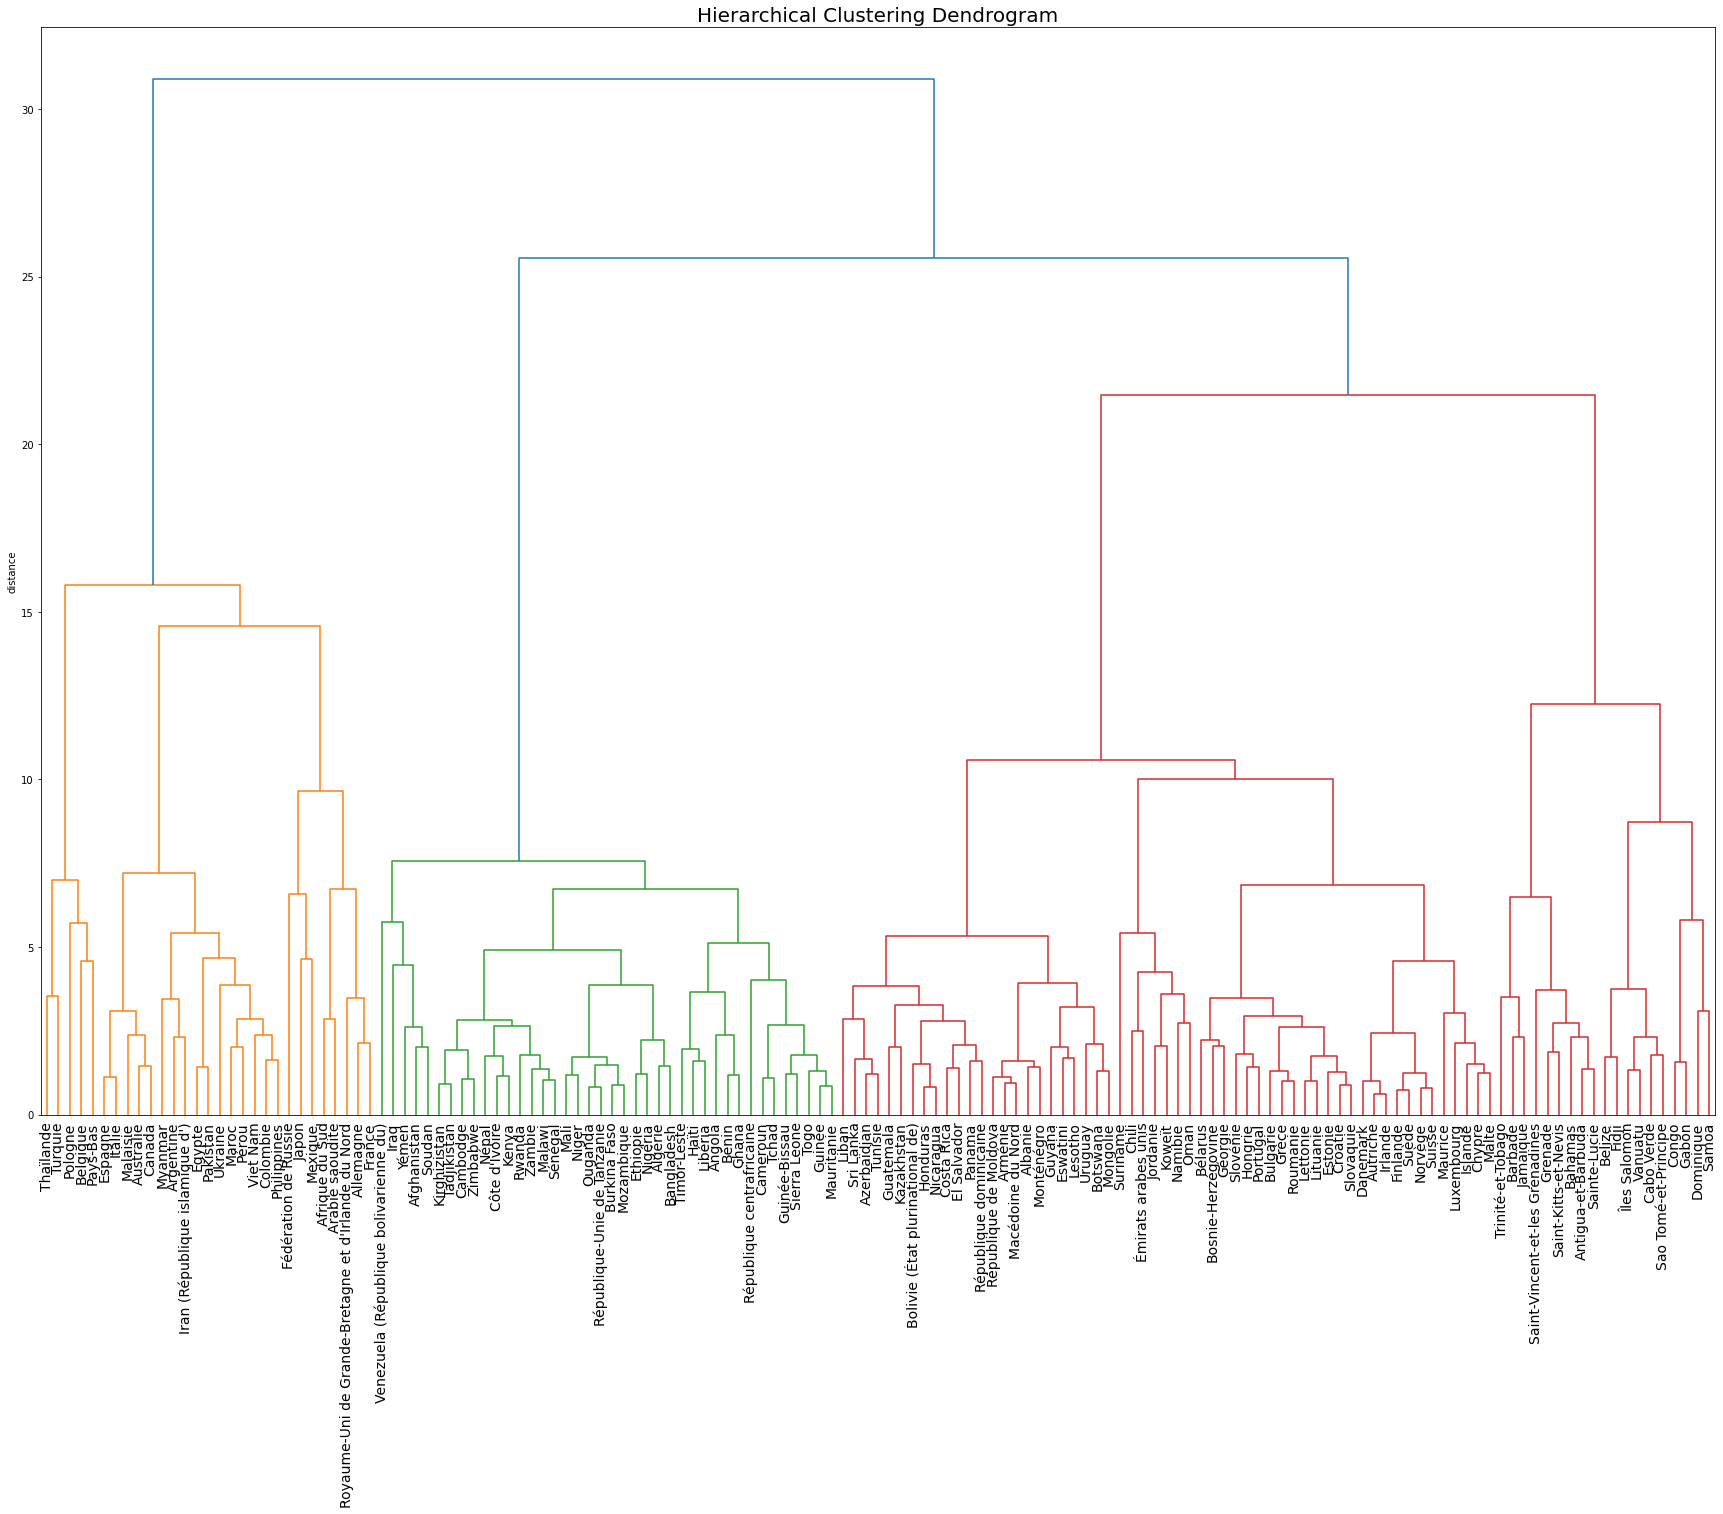 Hierarchical Clustering Dendrogram
30
25
20
15
10
5
0
distance
Thaïlande
Turquie
Pologne
Belgique
Pays-Bas
Espagne
Italie
Malaisie
Australie
Canada
Myanmar
Argentine
Iran (République islamique d')
Égypte
Pakistan
Ukraine
Maroc
Pérou
Viet Nam
Colombie
Philippines
Fédération de Russie
Japon
Mexique
Afrique du Sud
Arabie saoudite
Royaume-Uni de Grande-Bretagne et d'Irlande du Nord
Allemagne
France
Venezuela (République bolivarienne du)
Iraq
Yémen
Afghanistan
Soudan
Kirghizistan
Tadjikistan
Cambodge
Zimbabwe
Népal
Côte d'Ivoire
Kenya
Rwanda
Zambie
Malawi
Sénégal
Mali
Niger
Ouganda
République-Unie de Tanzanie
Burkina Faso
Mozambique
Éthiopie
Nigéria
Algérie
Bangladesh
Timor-Leste
Haïti
Libéria
Angola
Bénin
Ghana
République centrafricaine
Cameroun
Tchad
Guinée-Bissau
Sierra Leone
Togo
Guinée
Mauritanie
Liban
Sri Lanka
Azerbaïdjan
Tunisie
Guatemala
Kazakhstan
Bolivie (État plurinational de)
Honduras
Nicaragua
Costa Rica
El Salvador
Panama
République dominicaine
République de Moldova
Arménie
Macédoine du Nord
Albanie
Monténégro
Guyana
Eswatini
Lesotho
Uruguay
Botswana
Mongolie
Suriname
Chili
Émirats arabes unis
Jordanie
Koweït
Namibie
Oman
Bélarus
Bosnie-Herzégovine
Géorgie
Slovénie
Hongrie
Portugal
Bulgarie
Grèce
Roumanie
Lettonie
Lituanie
Estonie
Croatie
Slovaquie
Danemark
Autriche
Irlande
Finlande
Suède
Norvège
Suisse
Maurice
Luxembourg
Islande
Chypre
Malte
Trinité-et-Tobago
Barbade
Jamaïque
Saint-Vincent-et-les Grenadines
Grenade
Saint-Kitts-et-Nevis
Bahamas
Antigua-et-Barbuda
Sainte-Lucie
Belize
Fidji
Îles Salomon
Vanuatu
Cabo Verde
Sao Tomé-et-Principe
Congo
Gabon
Dominique
Samoa